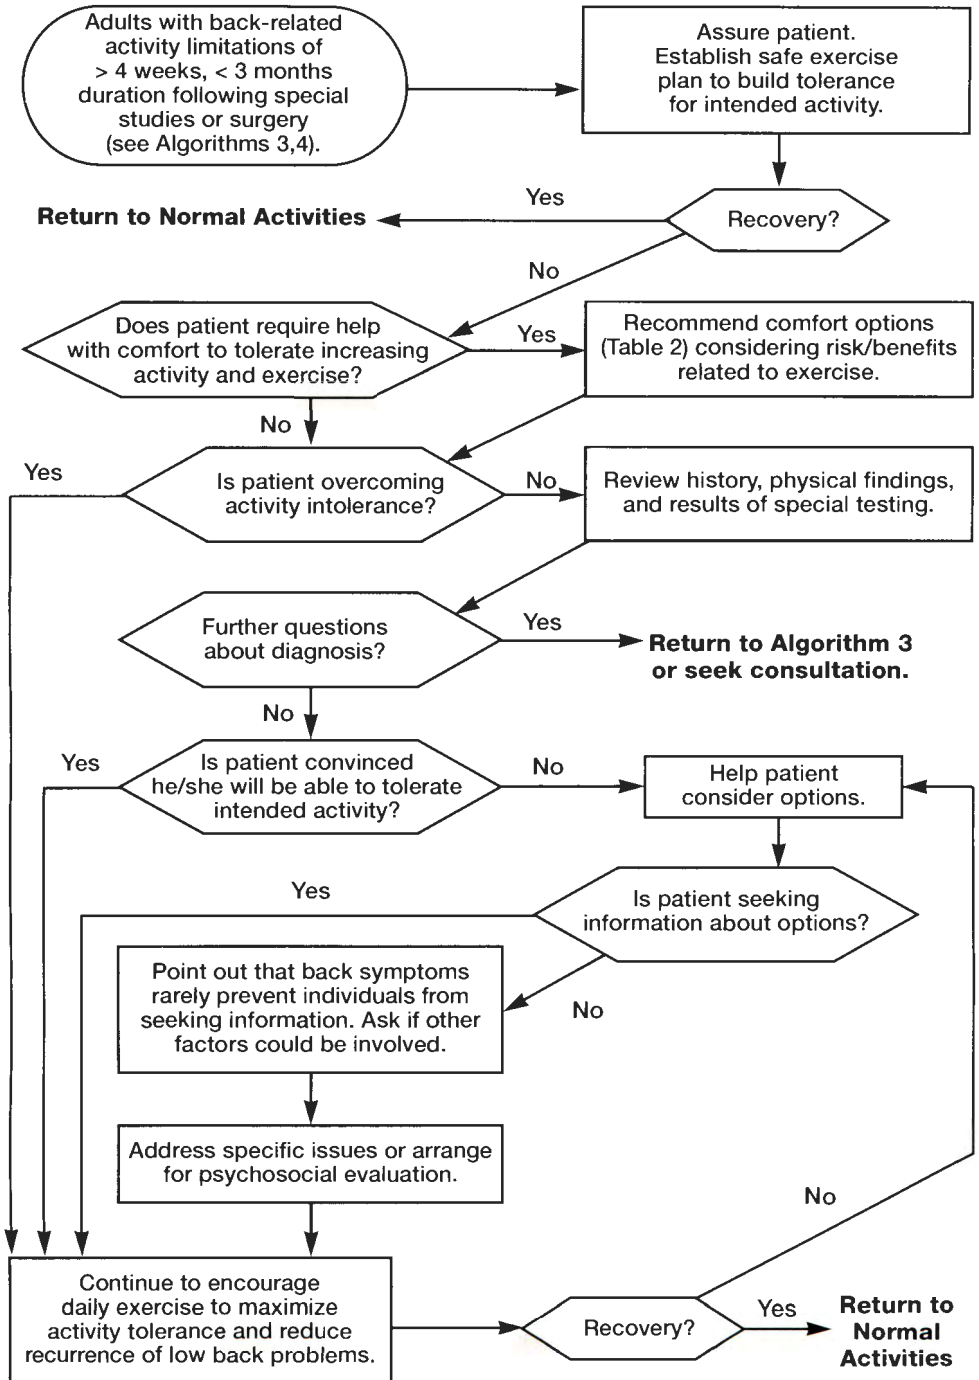 Adults with back-related
activity limitations of
> 4 weeks, < 3 months
duration following special
studies or surgery
(see Algorithms 3,4).
Assure patient.
Establish safe exercise
plan to build tolerance
for intended activity.
Recovery?
Yes
Return to Normal Activities
No
Does patient require help
with comfort to tolerate increasing
activity and exercise?
Yes
Recommend comfort options
(Table 2) considering risk/benefits
related to exercise.
No
Is patient overcoming
activity intolerance?
Yes
No
Review history, physical findings,
and results of special testing.
Further questions
about diagnosis?
Yes
Return to Algorithm 3
or seek consultation.
No
Is patient convinced
he/she will be able to tolerate
intended activity?
Yes
No
Help patient
consider options.
Is patient seeking
information about options?
Yes
No
Point out that back symptoms
rarely prevent individuals from
seeking information. Ask if other
factors could be involved.
Address specific issues or arrange
for psychosocial evaluation.
Continue to encourage
daily exercise to maximize
activity tolerance and reduce
recurrence of low back problems.
Recovery?
No
Yes
Return to
Normal
Activities